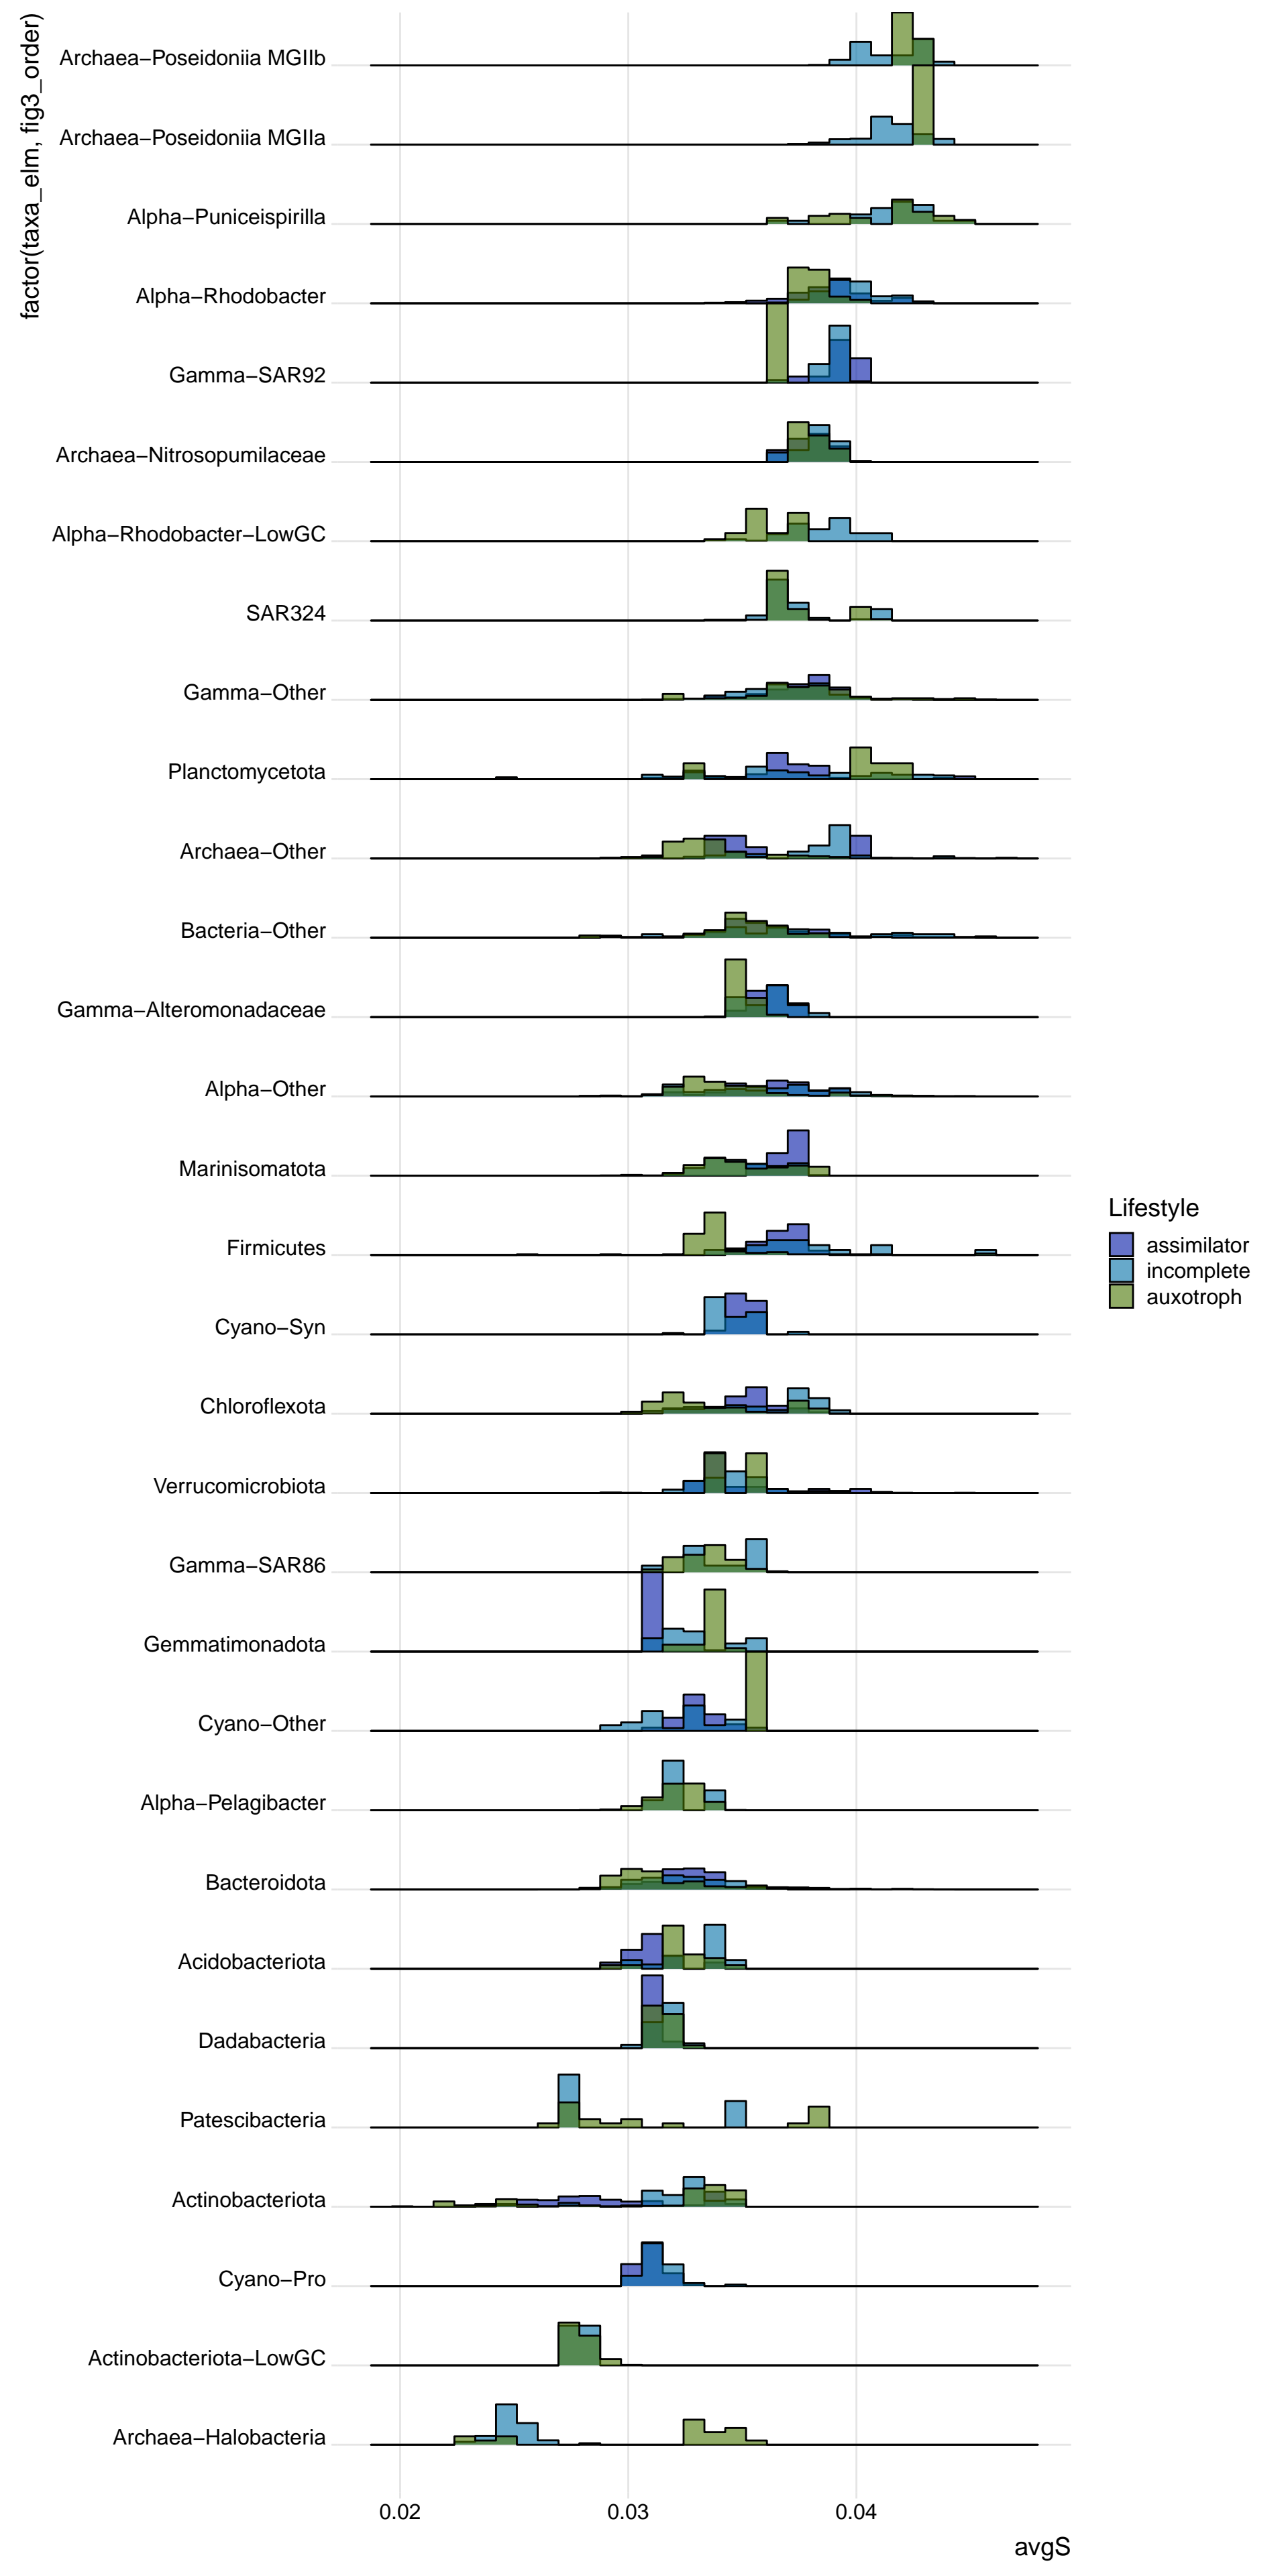 factor(taxa_elm, fig3_order)
Archaea−Poseidoniia MGIIb
Archaea−Poseidoniia MGIIa
Alpha−Puniceispirilla
Alpha−Rhodobacter
Gamma−SAR92
Archaea−Nitrosopumilaceae
Alpha−Rhodobacter−LowGC
SAR324
Gamma−Other
Planctomycetota
Archaea−Other
Bacteria−Other
Gamma−Alteromonadaceae
Alpha−Other
Marinisomatota
Firmicutes
Cyano−Syn
Chloroflexota
Verrucomicrobiota
Gamma−SAR86
Gemmatimonadota
Cyano−Other
Alpha−Pelagibacter
Bacteroidota
Acidobacteriota
Dadabacteria
Patescibacteria
Actinobacteriota
Cyano−Pro
Actinobacteriota−LowGC
Archaea−Halobacteria
0.02 0.03 0.04
avgS
Lifestyle
assimilator
incomplete
auxotroph